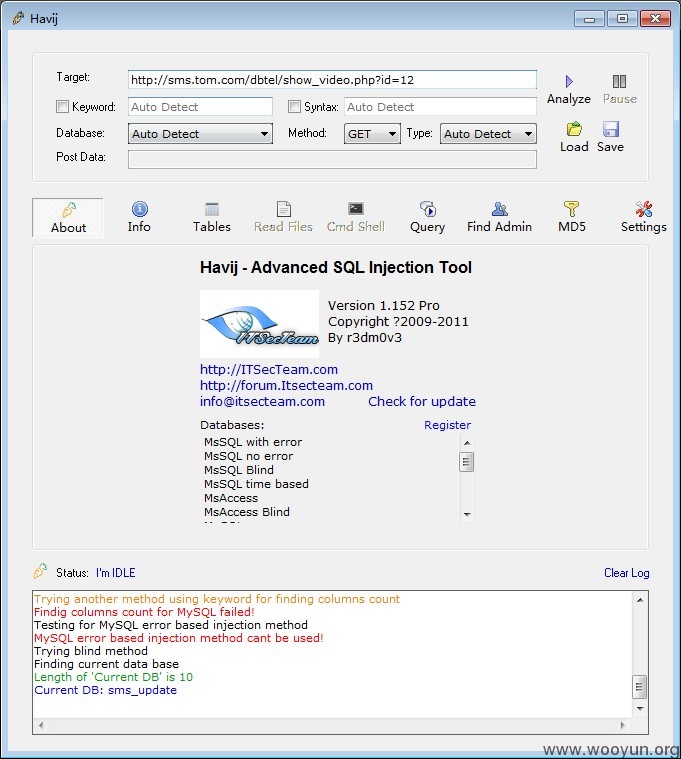 Havij
Target: http://sms.tom.com/dbtel/show_video.php?id=12
Analyze Pause
Keyword: Auto Detect Syntax: Auto Detect
Database: Auto Detect Method: GET Type: Auto Detect
Load Save
Post Data:
About Info Tables Read Files Cmd Shell Query Find Admin MD5 Settings
Havij - Advanced SQL Injection Tool
ITSecTeam
Version 1.152 Pro
Copyright ?2009-2011
By r3dm0v3
http://ITSecTeam.com
http://forum.Itsecteam.com
info@itsecteam.com Check for update
Databases: Register
MsSQL with error
MsSQL no error
MsSQL Blind
MsSQL time based
MsAccess
MsAccess Blind
Status: I'm IDLE Clear Log
Trying another method using keyword for finding columns count
Findig columns count for MySQL failed!
Testing for MySQL error based injection method
MySQL error based injection method cant be used!
Trying blind method
Finding current data base
Length of 'Current DB' is 10
Current DB: sms_update
www.wooyun.org